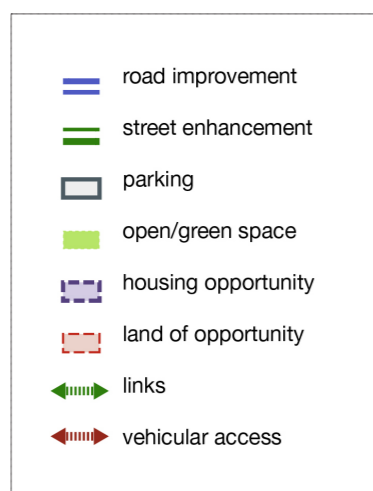 road improvement
street enhancement
parking
open/green space
housing opportunity
land of opportunity
links
vehicular access